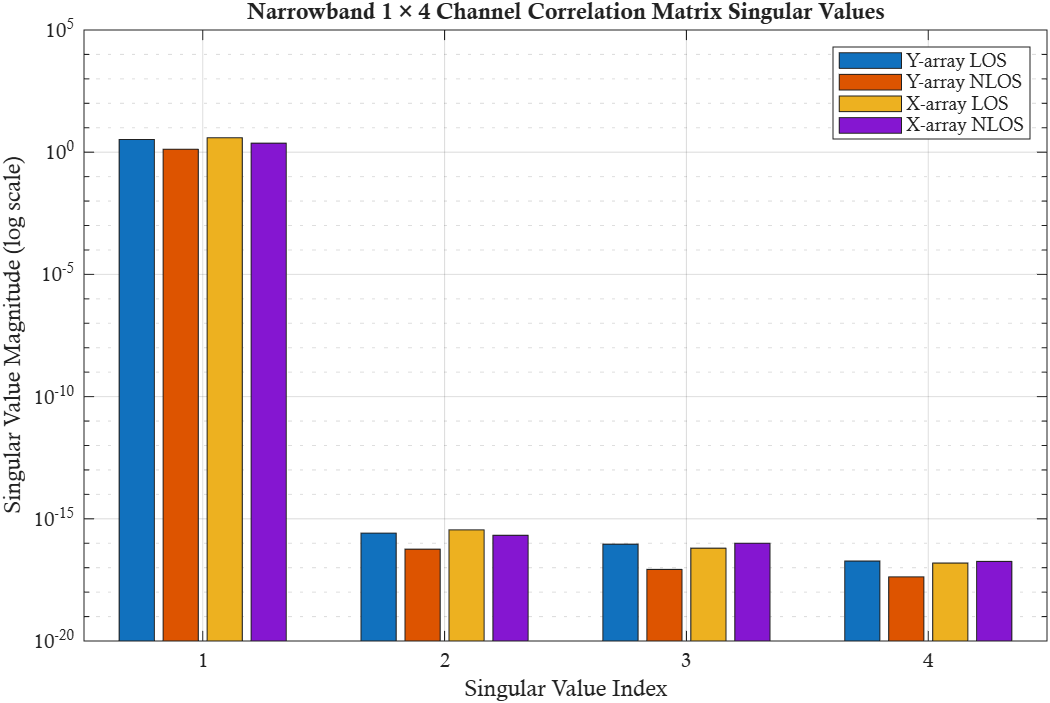 Narrowband 1 × 4 Channel Correlation Matrix Singular Values
Singular Value Magnitude (log scale)
10^5
10^0
10^-5
10^-10
10^-15
10^-20
Y-array LOS
Y-array NLOS
X-array LOS
X-array NLOS
1 2 3 4
Singular Value Index